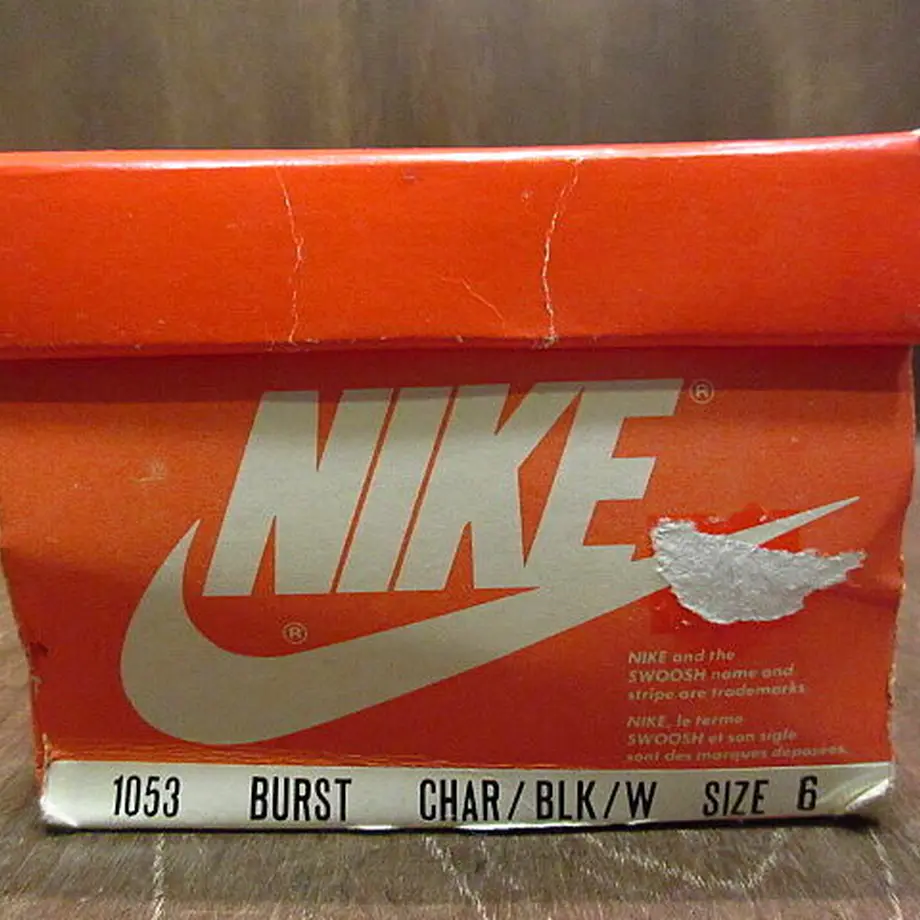 NIKE®
®
NIKE and the
SWOOSH name and
stripe are trademarks
NIKE, le terme
SWOOSH et son sigle
sont des marques deposees.
1053 BURST CHAR/BLK/W SIZE 6